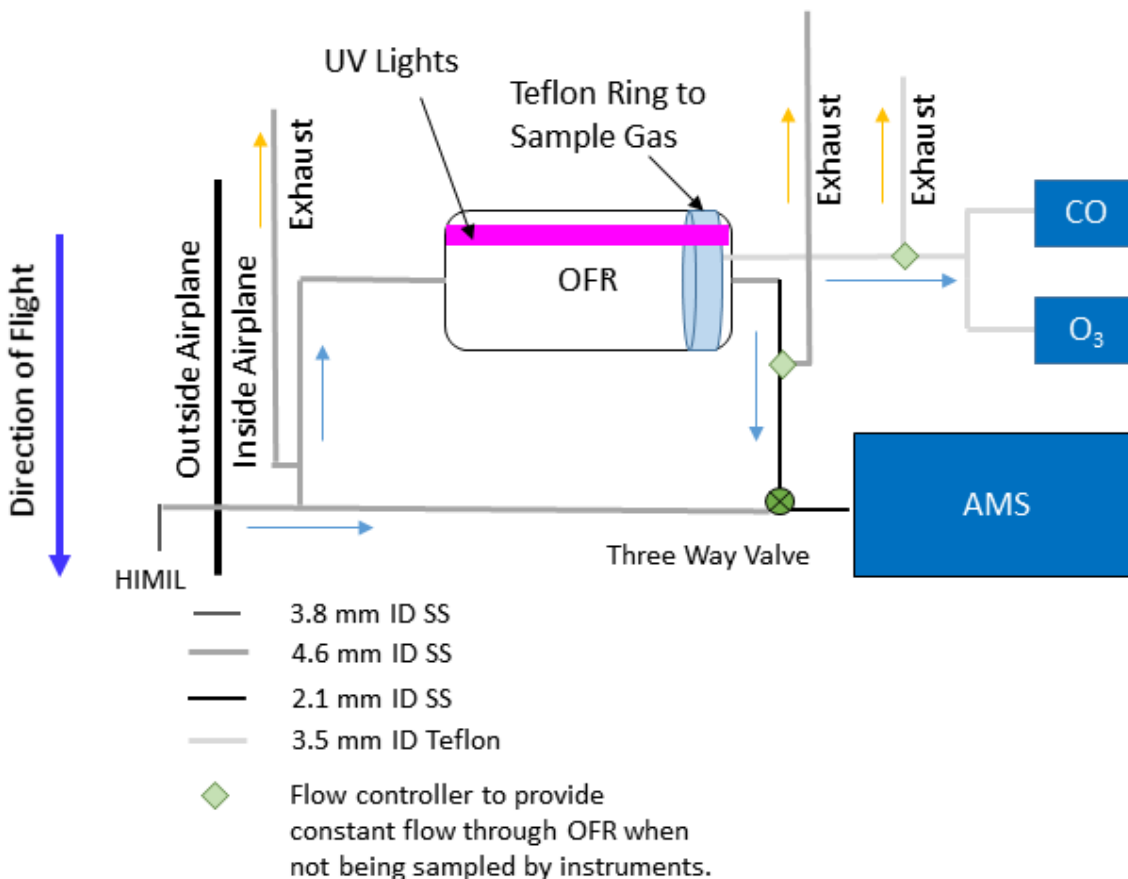 UV Lights
Teflon Ring to
Sample Gas
Exhaust
Exhaust
Exhaust
CO
O₃
OFR
Direction of Flight
Outside Airplane
Inside Airplane
AMS
Three Way Valve
HIMIL
3.8 mm ID SS
4.6 mm ID SS
2.1 mm ID SS
3.5 mm ID Teflon
Flow controller to provide
constant flow through OFR when
not being sampled by instruments.